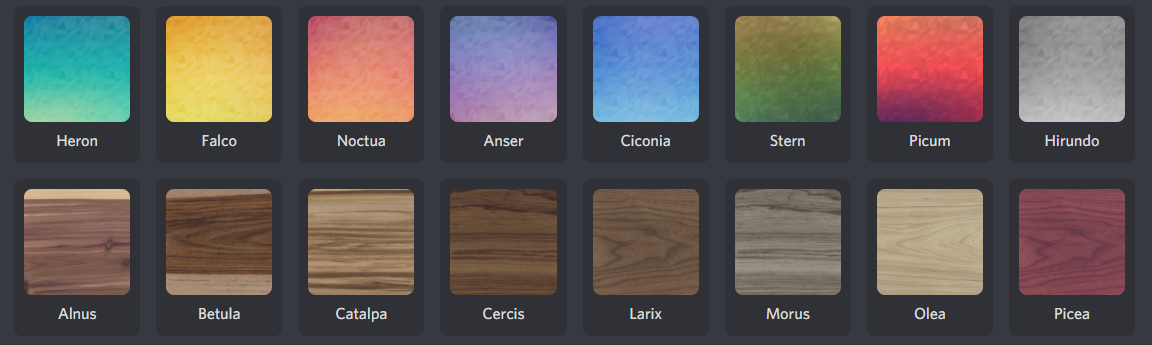 Heron Falco Noctua Anser Ciconia Stern Picum Hirundo
Alnus Betula Catalpa Cercis Larix Morus Olea Picea